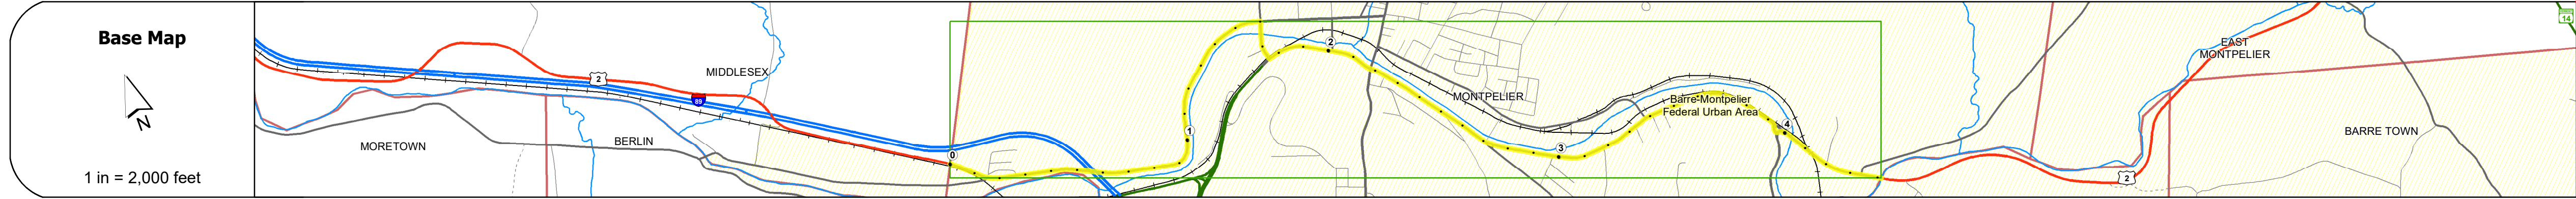 Base Map
N
1 in = 2,000 feet
MORETOWN
2
BERLIN
MIDDLESEX
89
0
1
2
MONTPELIER
3
Barre-Montpelier
Federal Urban Area
4
2
EAST
MONTPELIER
BARRE TOWN
14